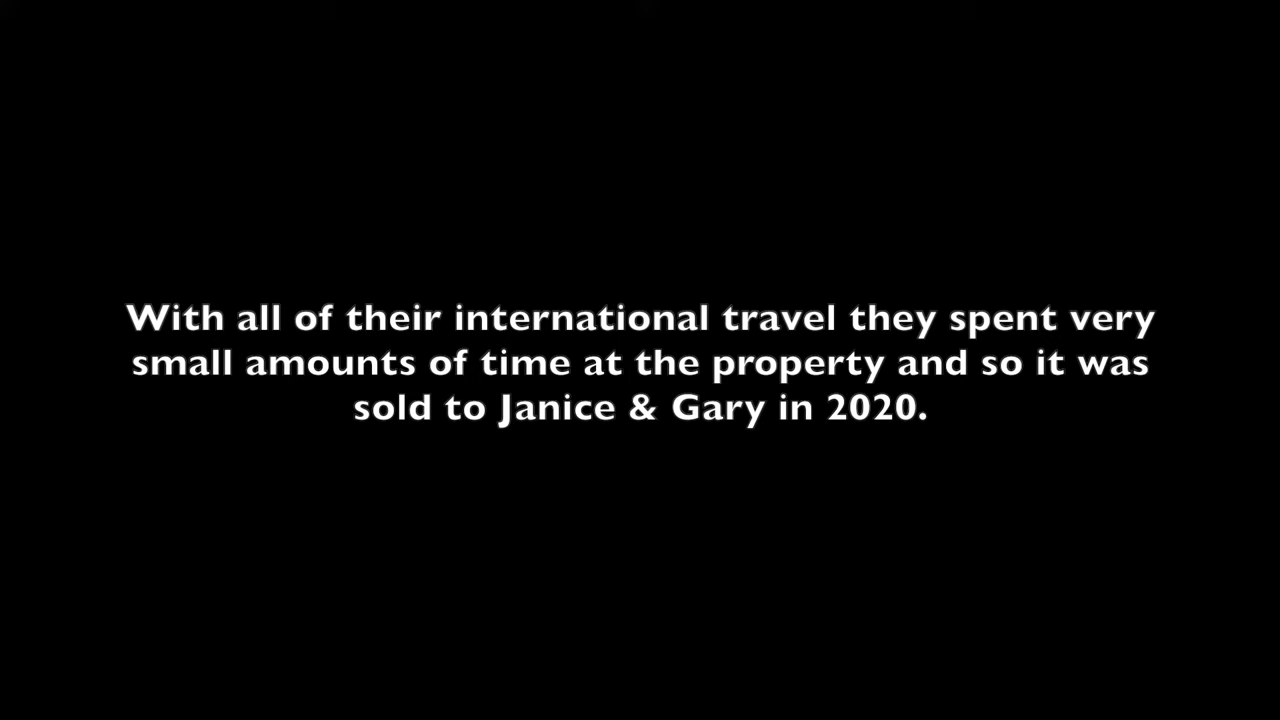 With all of their international travel they spent very
small amounts of time at the property and so it was
sold to Janice & Gary in 2020.